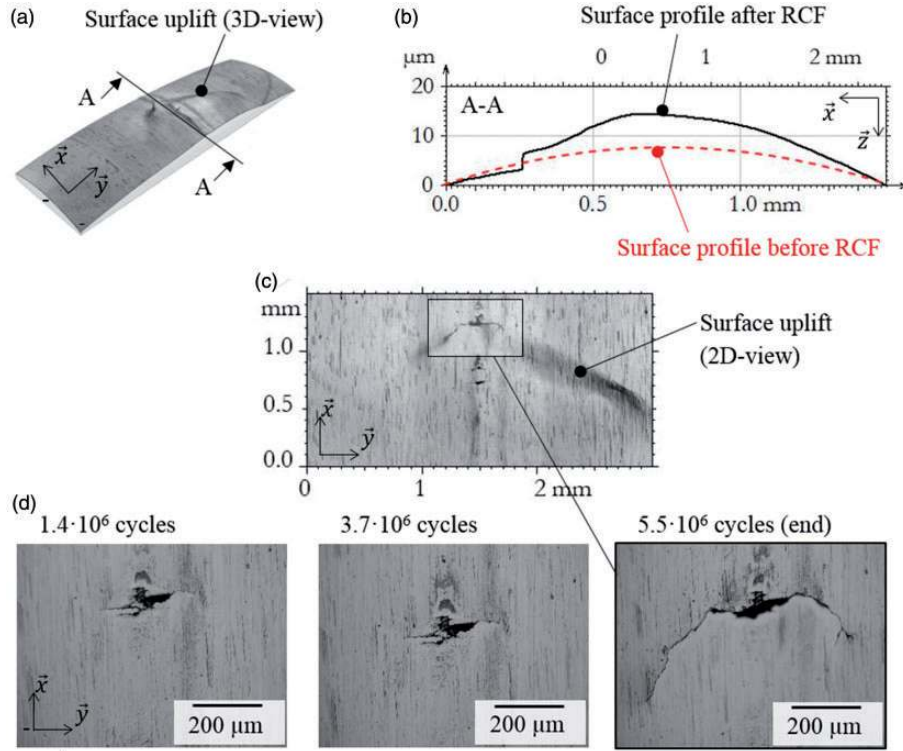 (a)
Surface uplift (3D-view)
A
A
x⃗
y⃗
(b)
Surface profile after RCF
0 1 2 mm
µm
20
10
0
A-A
x⃗
z⃗
0.0 0.5 1.0 mm
Surface profile before RCF
(c)
mm
1.0
0.5
0.0
x⃗
y⃗
0 1 2 mm
Surface uplift
(2D-view)
(d)
1.4·10⁶ cycles
3.7·10⁶ cycles
5.5·10⁶ cycles (end)
x⃗
y⃗
200 µm
200 µm
200 µm